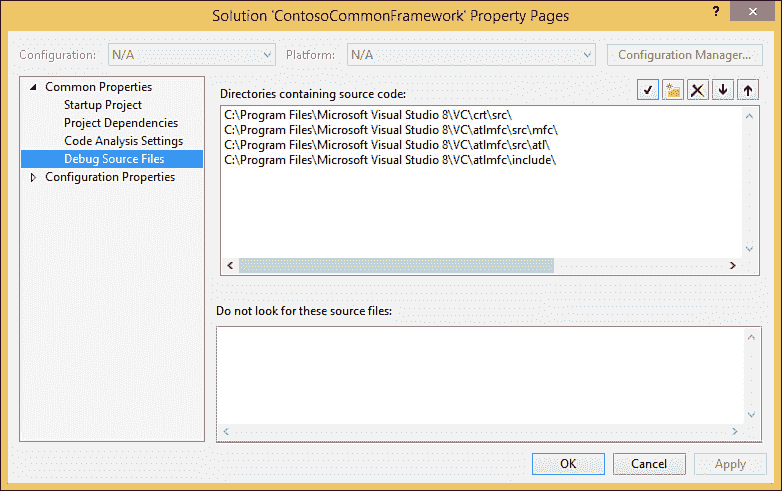 Solution 'ContosoCommonFramework' Property Pages
?
Configuration: N/A Platform: N/A Configuration Manager...
Common Properties
Startup Project
Project Dependencies
Code Analysis Settings
Debug Source Files
Configuration Properties
Directories containing source code:
C:\Program Files\Microsoft Visual Studio 8\VC\crt\src\
C:\Program Files\Microsoft Visual Studio 8\VC\atlmfc\src\mfc\
C:\Program Files\Microsoft Visual Studio 8\VC\atlmfc\src\atl\
C:\Program Files\Microsoft Visual Studio 8\VC\atlmfc\include\
Do not look for these source files:
OK Cancel Apply